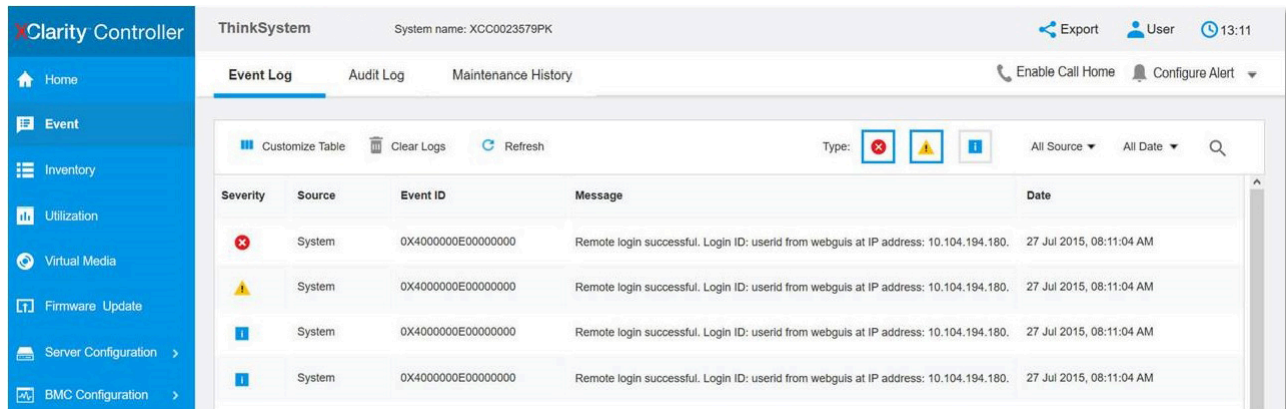 XClarity Controller
ThinkSystem System name: XCC0023579PK Export User 13:11
Home
Event Log Audit Log Maintenance History Enable Call Home Configure Alert
Event
Customize Table Clear Logs Refresh Type: All Source All Date
Inventory
Severity Source Event ID Message Date
Utilization
System 0X4000000E00000000 Remote login successful. Login ID: userid from webguis at IP address: 10.104.194.180. 27 Jul 2015, 08:11:04 AM
Virtual Media
System 0X4000000E00000000 Remote login successful. Login ID: userid from webguis at IP address: 10.104.194.180. 27 Jul 2015, 08:11:04 AM
Firmware Update
System 0X4000000E00000000 Remote login successful. Login ID: userid from webguis at IP address: 10.104.194.180. 27 Jul 2015, 08:11:04 AM
Server Configuration
System 0X4000000E00000000 Remote login successful. Login ID: userid from webguis at IP address: 10.104.194.180. 27 Jul 2015, 08:11:04 AM
BMC Configuration